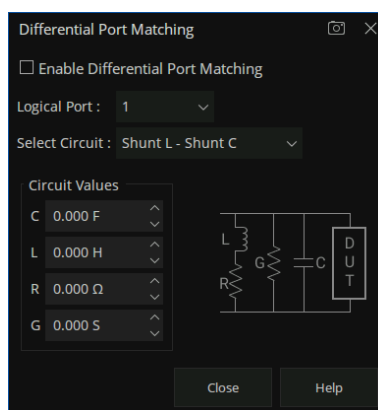 Differential Port Matching
Enable Differential Port Matching
Logical Port : 1
Select Circuit : Shunt L - Shunt C
Circuit Values
C 0.000 F
L 0.000 H
R 0.000 Ω
G 0.000 S
L
G
C
R
DUT
Close Help